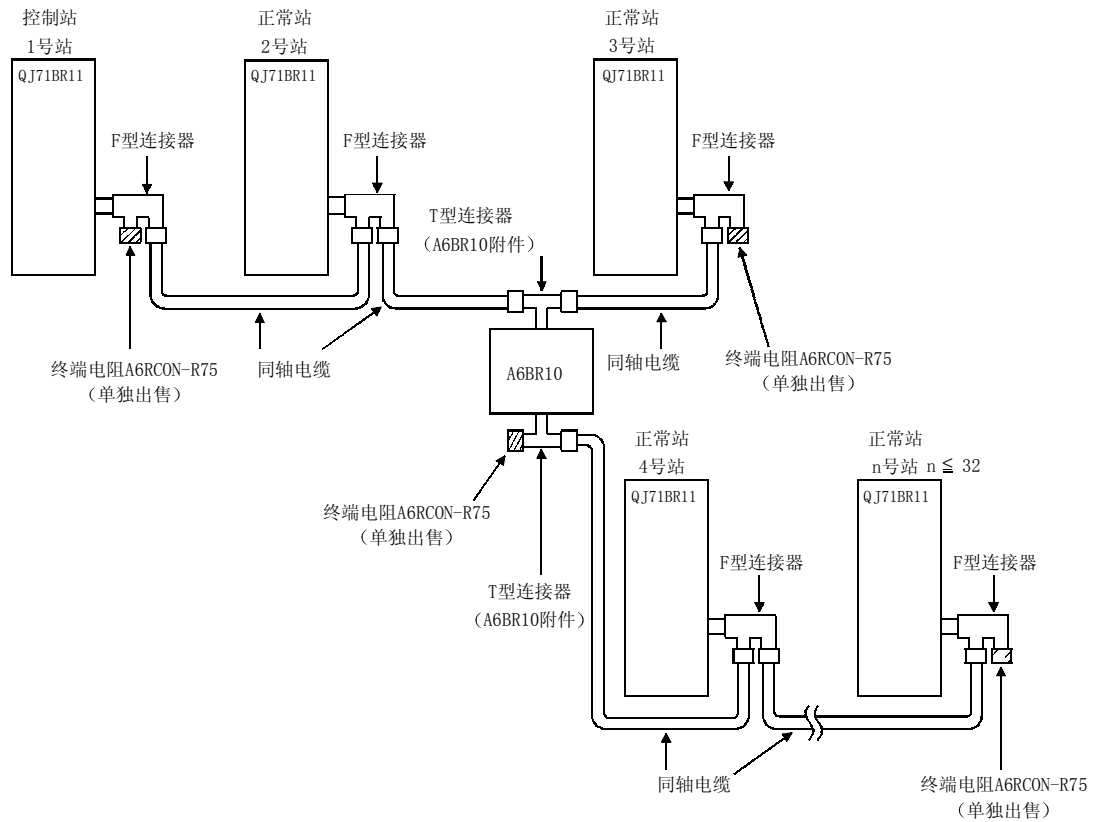 控制站
1号站
QJ71BR11
正常站
2号站
QJ71BR11
正常站
3号站
QJ71BR11
F型连接器
F型连接器
F型连接器
T型连接器
（A6BR10附件）
终端电阻A6RCON-R75
（单独出售）
同轴电缆
A6BR10
同轴电缆
终端电阻A6RCON-R75
（单独出售）
正常站
4号站
QJ71BR11
正常站
n号站 n ≦ 32
QJ71BR11
终端电阻A6RCON-R75
（单独出售）
T型连接器
（A6BR10附件）
F型连接器
F型连接器
同轴电缆
终端电阻A6RCON-R75
（单独出售）